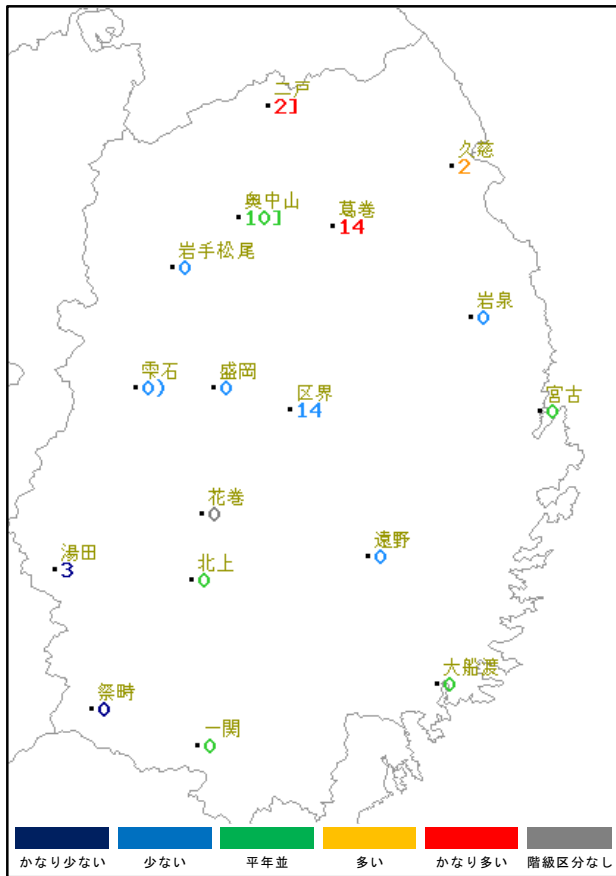 二戸
2]
久慈
2
奥中山
10]
葛巻
14
岩手松尾
0
岩泉
0
雫石
0)
盛岡
0
区界
14
宮古
0
花巻
0
湯田
3
北上
0
遠野
0
大船渡
0
祭畤
0
一関
0
かなり少ない 少ない 平年並 多い かなり多い 階級区分なし